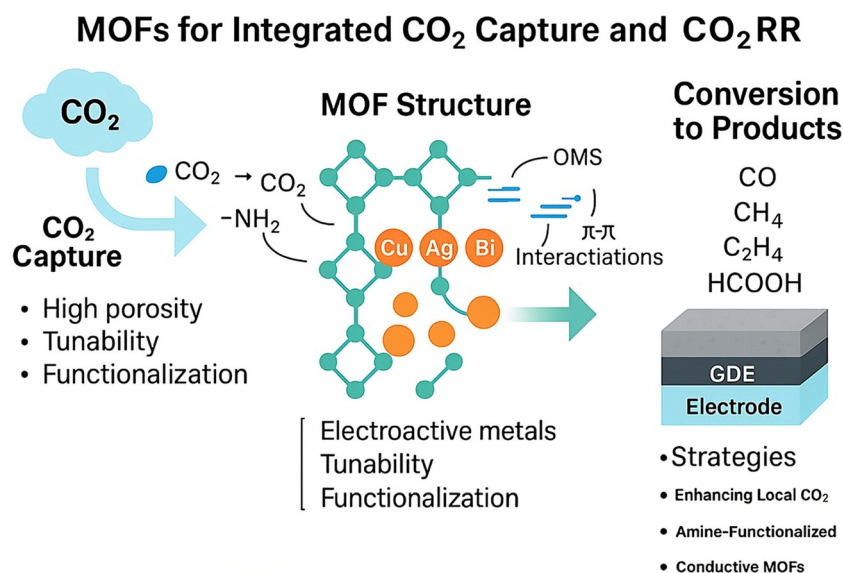 MOFs for Integrated CO₂ Capture and CO₂RR
CO₂
CO₂ → CO₂
-NH₂
CO₂
Capture
• High porosity
• Tunability
• Functionalization
MOF Structure
OMS
π-π
Interactiations
Cu Ag Bi
Electroactive metals
Tunability
Functionalization
Conversion
to Products
CO
CH₄
C₂H₄
HCOOH
GDE
Electrode
• Strategies
• Enhancing Local CO₂
• Amine-Functionalized
• Conductive MOFs